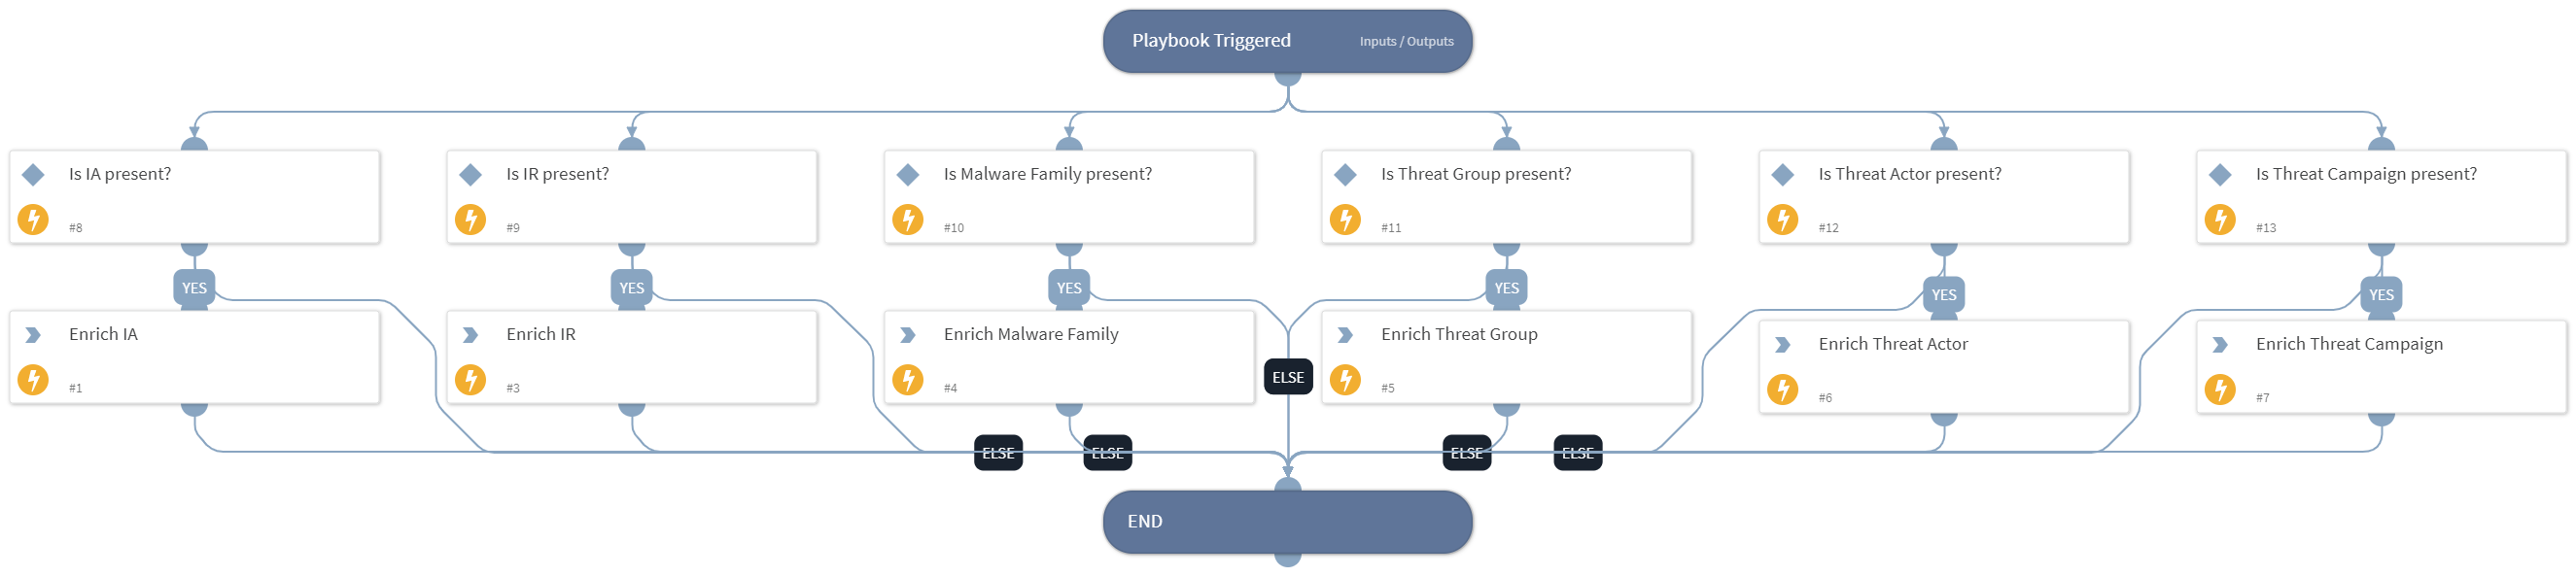 Playbook Triggered
Inputs / Outputs
Is IA present?
#8
Is IR present?
#9
Is Malware Family present?
#10
Is Threat Group present?
#11
Is Threat Actor present?
#12
Is Threat Campaign present?
#13
YES
YES
YES
YES
YES
YES
Enrich IA
#1
Enrich IR
#3
Enrich Malware Family
#4
ELSE
Enrich Threat Group
#5
Enrich Threat Actor
#6
Enrich Threat Campaign
#7
ELSE
ELSE
ELSE
ELSE
END